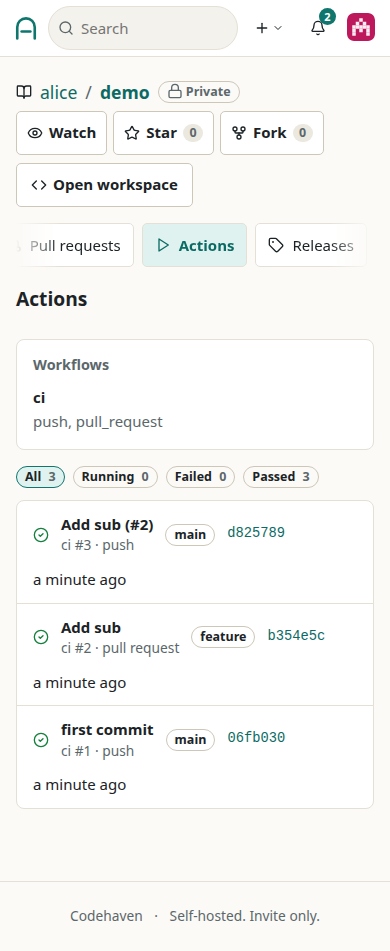 Search
2
alice / demo Private
Watch Star 0 Fork 0
Open workspace
Pull requests Actions Releases
Actions
Workflows
ci
push, pull_request
All 3 Running 0 Failed 0 Passed 3
Add sub (#2) main d825789
ci #3 · push
a minute ago
Add sub feature b354e5c
ci #2 · pull request
a minute ago
first commit main 06fb030
ci #1 · push
a minute ago
Codehaven · Self-hosted. Invite only.